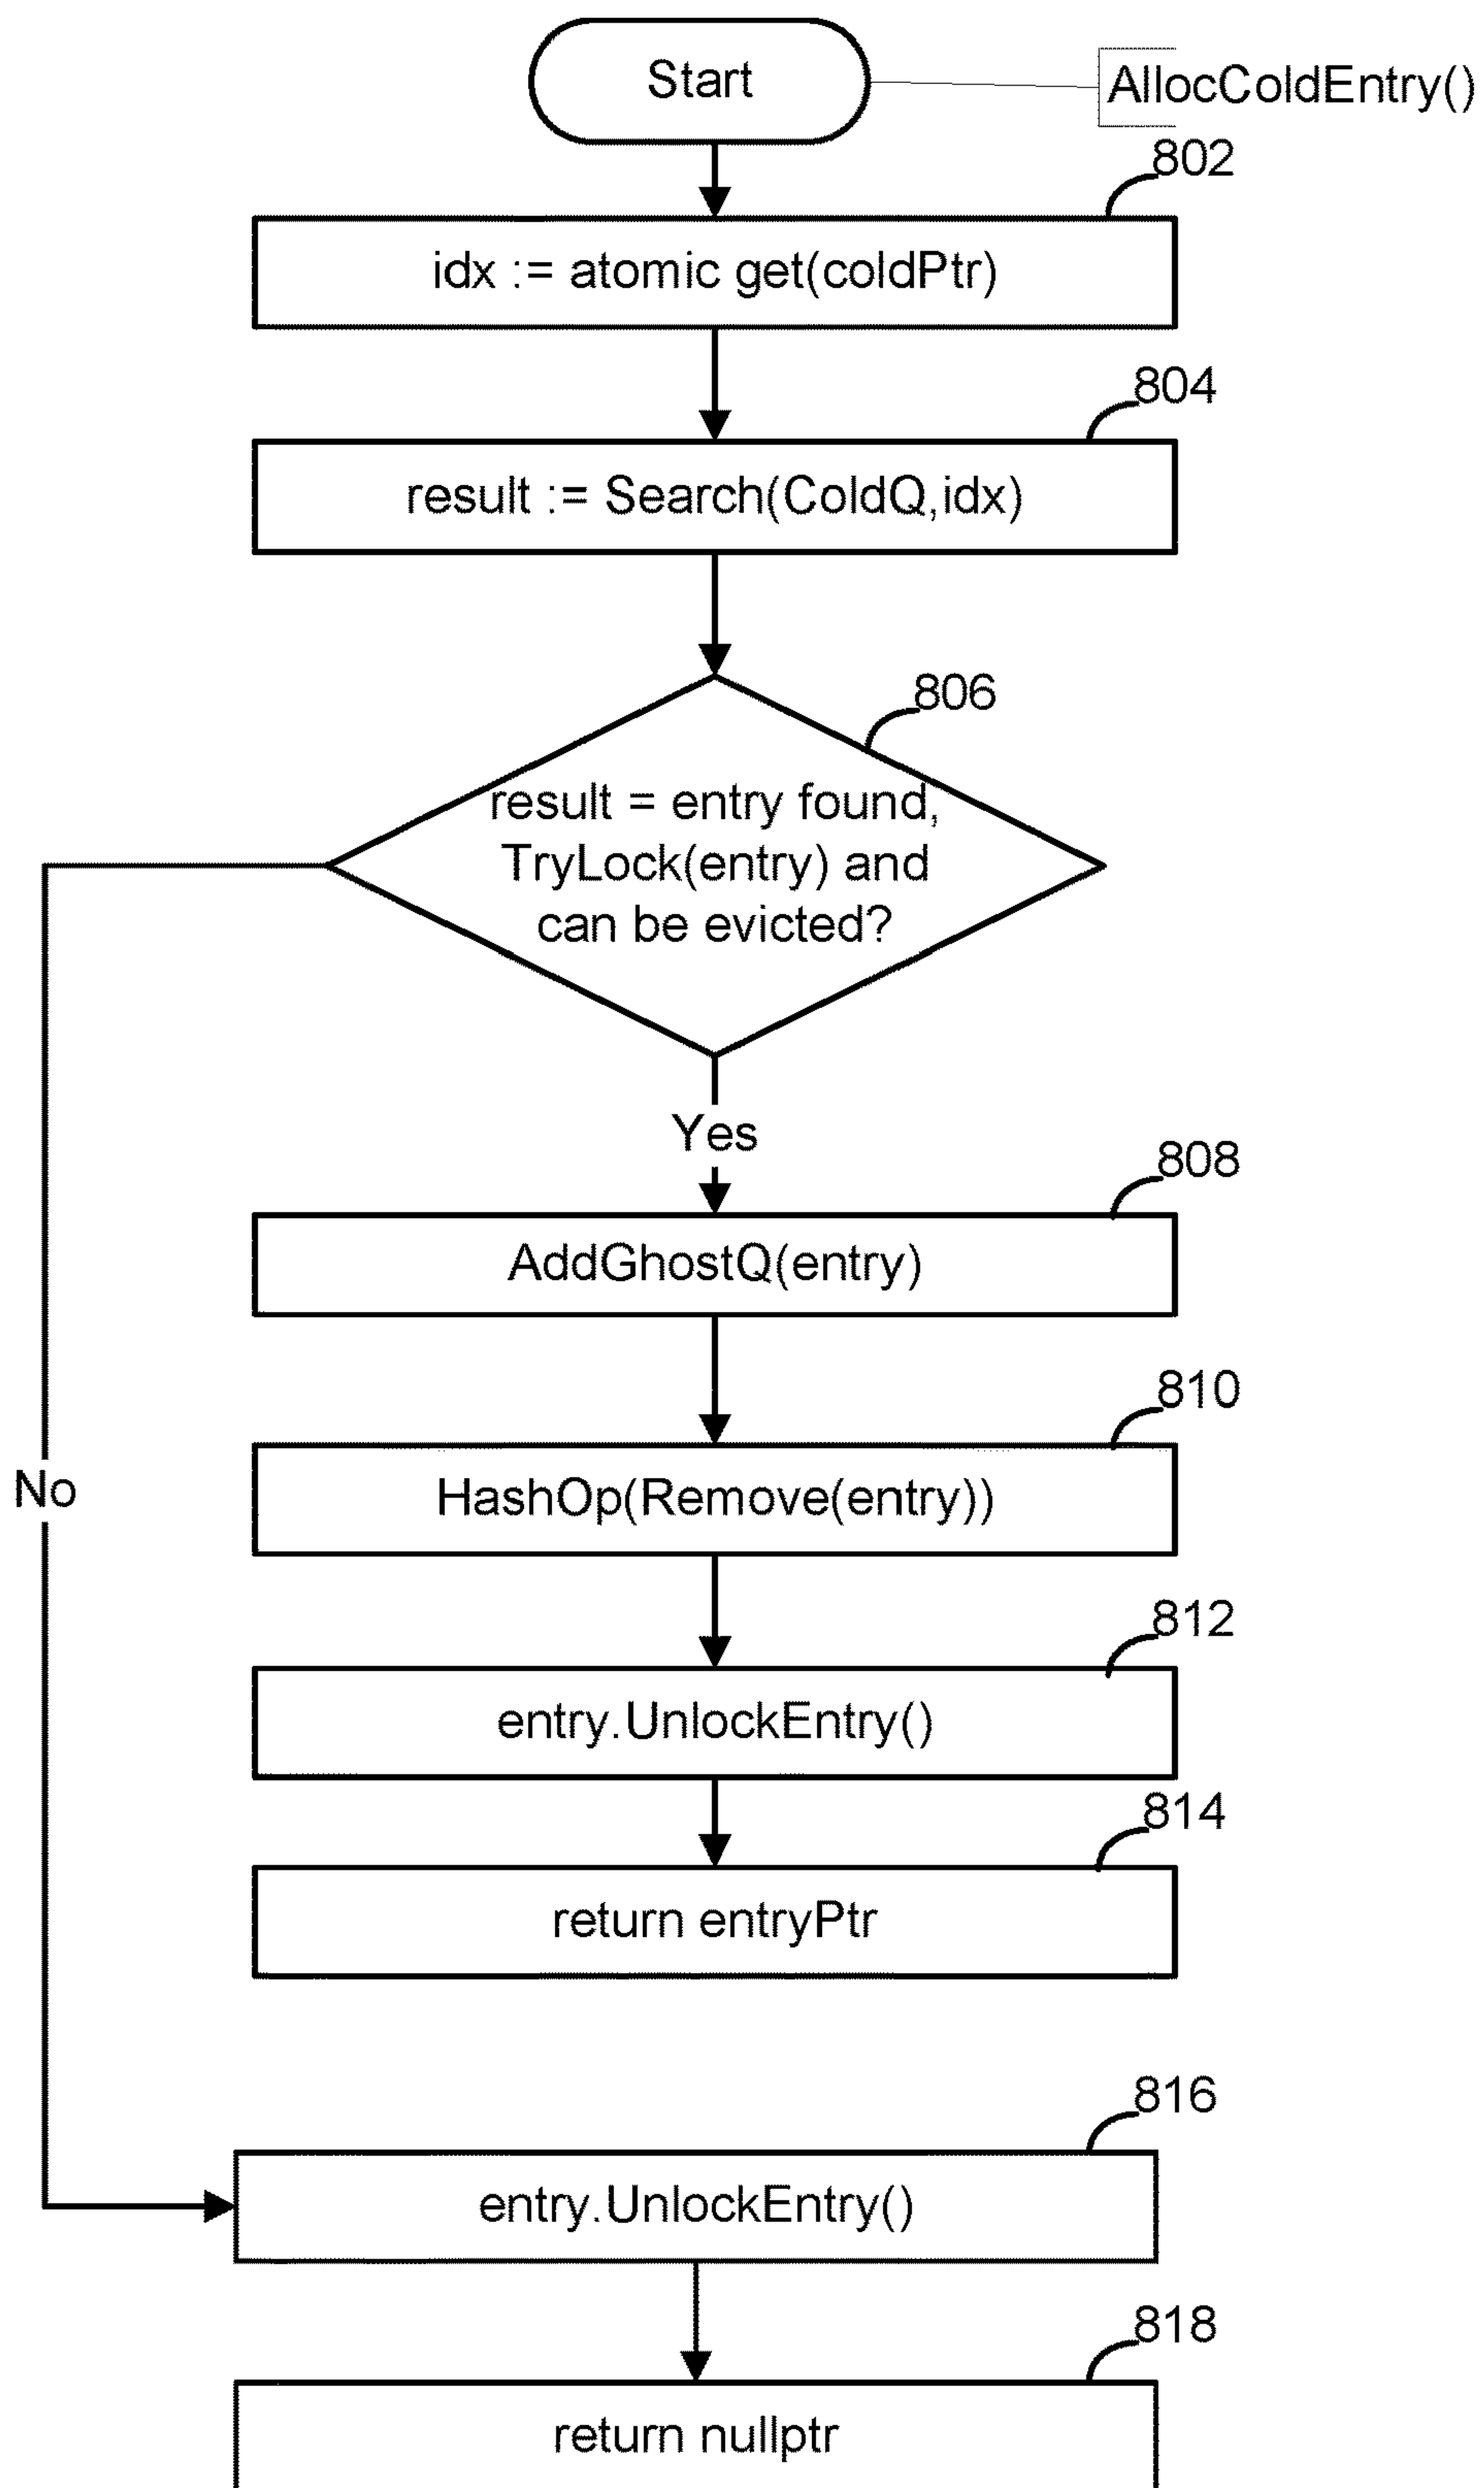 Start
AllocColdEntry()
802
idx := atomic get(coldPtr)
804
result := Search(ColdQ,idx)
806
result = entry found,
TryLock(entry) and
can be evicted?
Yes
808
AddGhostQ(entry)
810
No
HashOp(Remove(entry))
812
entry.UnlockEntry()
814
return entryPtr
816
entry.UnlockEntry()
818
return nullptr